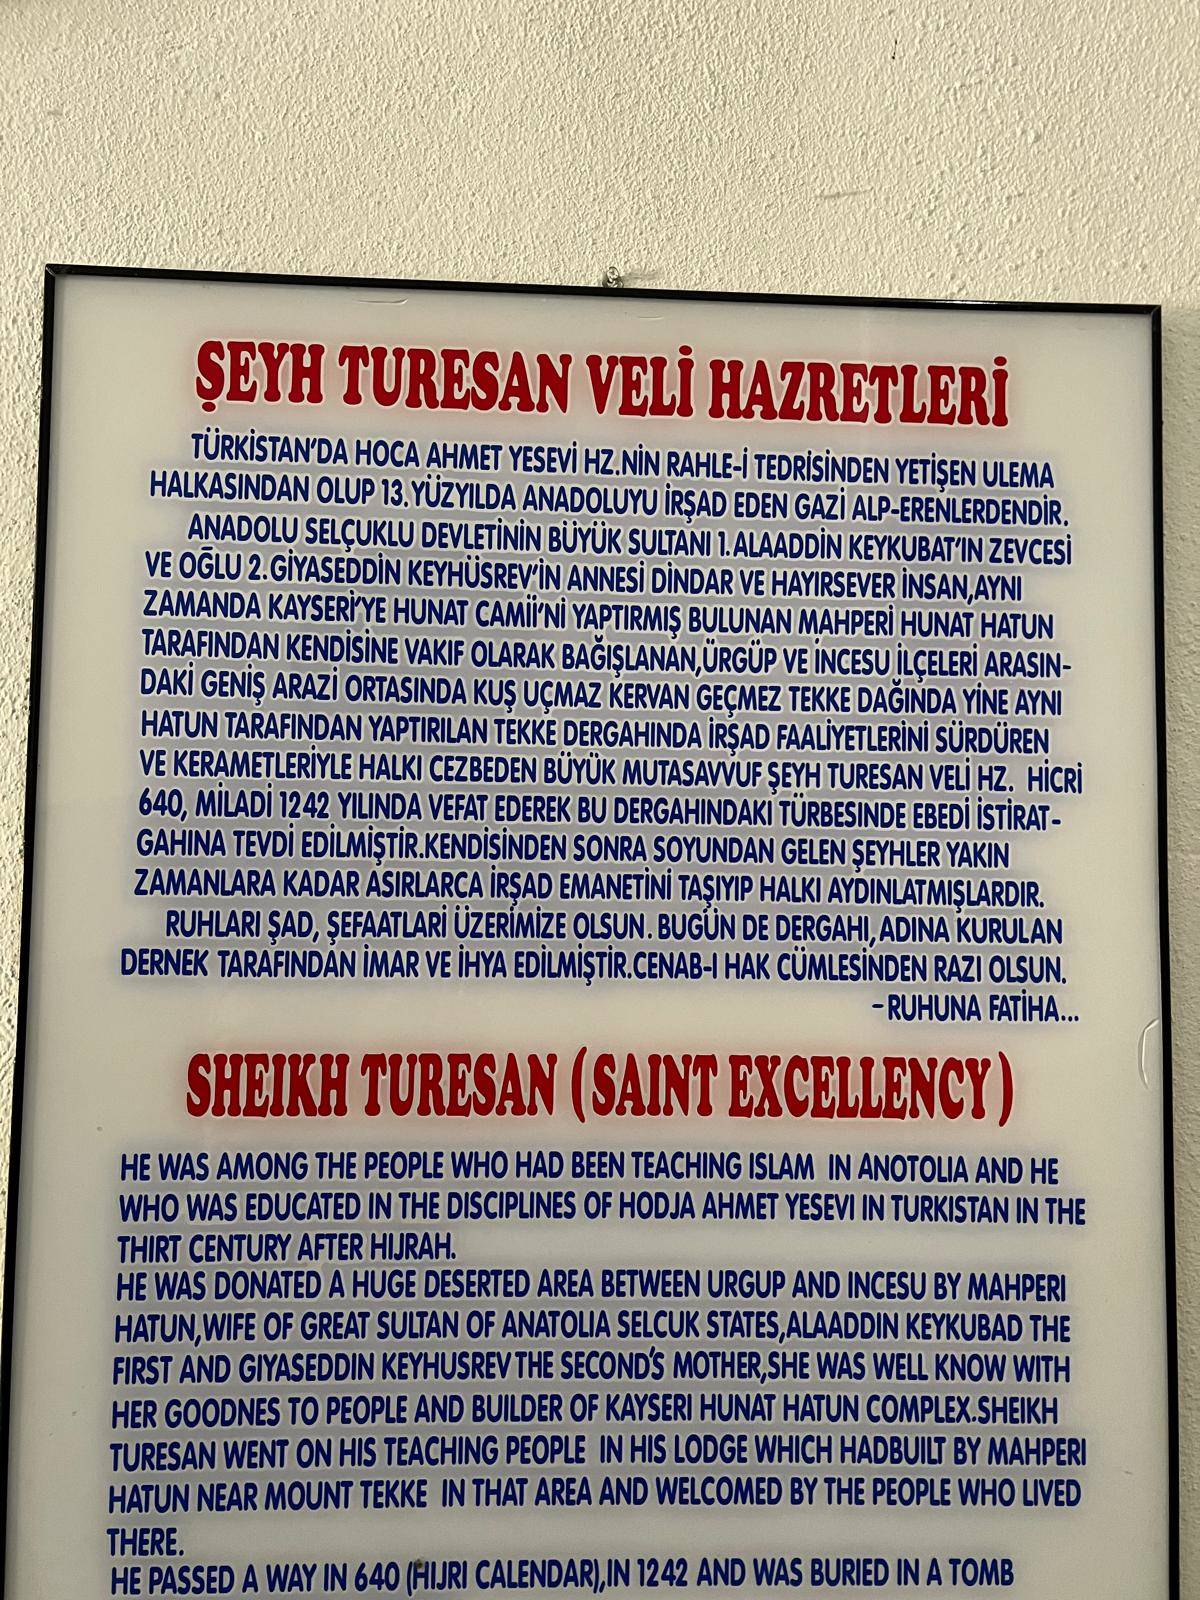 ŞEYH TURESAN VELİ HAZRETLERİ
TÜRKİSTAN'DA HOCA AHMET YESEVİ HZ.NİN RAHLE-İ TEDRİSİNDEN YETİŞEN ULEMA
HALKASINDAN OLUP 13.YÜZYILDA ANADOLUYU İRŞAD EDEN GAZİ ALP-ERENLERDENDİR.
ANADOLU SELÇUKLU DEVLETİNİN BÜYÜK SULTANI 1.ALAADDİN KEYKUBAT'IN ZEVCESİ
VE OĞLU 2.GİYASEDDİN KEYHÜSREV'İN ANNESİ DİNDAR VE HAYIRSEVER İNSAN,AYNI
ZAMANDA KAYSERİ'YE HUNAT CAMİİ'Nİ YAPTIRMIŞ BULUNAN MAHPERİ HUNAT HATUN
TARAFINDAN KENDİSİNE VAKIF OLARAK BAĞIŞLANAN,ÜRGÜP VE İNCESU İLÇELERİ ARASIN-
DAKİ GENİŞ ARAZİ ORTASINDA KUŞ UÇMAZ KERVAN GEÇMEZ TEKKE DAĞINDA YİNE AYNI
HATUN TARAFINDAN YAPTIRILAN TEKKE DERGAHINDA İRŞAD FAALİYETLERİNİ SÜRDÜREN
VE KERAMETLERİYLE HALKI CEZBEDEN BÜYÜK MUTASAVVUF ŞEYH TURESAN VELİ HZ. HİCRİ
640, MİLADİ 1242 YILINDA VEFAT EDEREK BU DERGAHINDAKI TÜRBESINDE EBEDİ İSTİRAT-
GAHINA TEVDİ EDİLMİŞTİR.KENDİSİNDEN SONRA SOYUNDAN GELEN ŞEYHLER YAKIN
ZAMANLARA KADAR ASIRLARCA İRŞAD EMANETİNİ TAŞIYIP HALKI AYDINLATMIŞLARDIR.
RUHLARI ŞAD, ŞEFAATLARİ ÜZERİMİZE OLSUN. BUGÜN DE DERGAHI,ADINA KURULAN
DERNEK TARAFINDAN İMAR VE İHYA EDİLMİŞTİR.CENAB-I HAK CÜMLESİNDEN RAZI OLSUN.
-RUHUNA FATİHA...
SHEIKH TURESAN (SAINT EXCELLENCY)
HE WAS AMONG THE PEOPLE WHO HAD BEEN TEACHING ISLAM IN ANOTOLIA AND HE
WHO WAS EDUCATED IN THE DISCIPLINES OF HODJA AHMET YESEVI IN TURKISTAN IN THE
THIRT CENTURY AFTER HIJRAH.
HE WAS DONATED A HUGE DESERTED AREA BETWEEN URGUP AND INCESU BY MAHPERI
HATUN,WIFE OF GREAT SULTAN OF ANATOLIA SELCUK STATES,ALAADDIN KEYKUBAD THE
FIRST AND GIYASEDDIN KEYHUSREV THE SECOND'S MOTHER,SHE WAS WELL KNOW WITH
HER GOODNES TO PEOPLE AND BUILDER OF KAYSERI HUNAT HATUN COMPLEX.SHEIKH
TURESAN WENT ON HIS TEACHING PEOPLE IN HIS LODGE WHICH HADBUILT BY MAHPERI
HATUN NEAR MOUNT TEKKE IN THAT AREA AND WELCOMED BY THE PEOPLE WHO LIVED
THERE.
HE PASSED A WAY IN 640 (HIJRI CALENDAR),IN 1242 AND WAS BURIED IN A TOMB